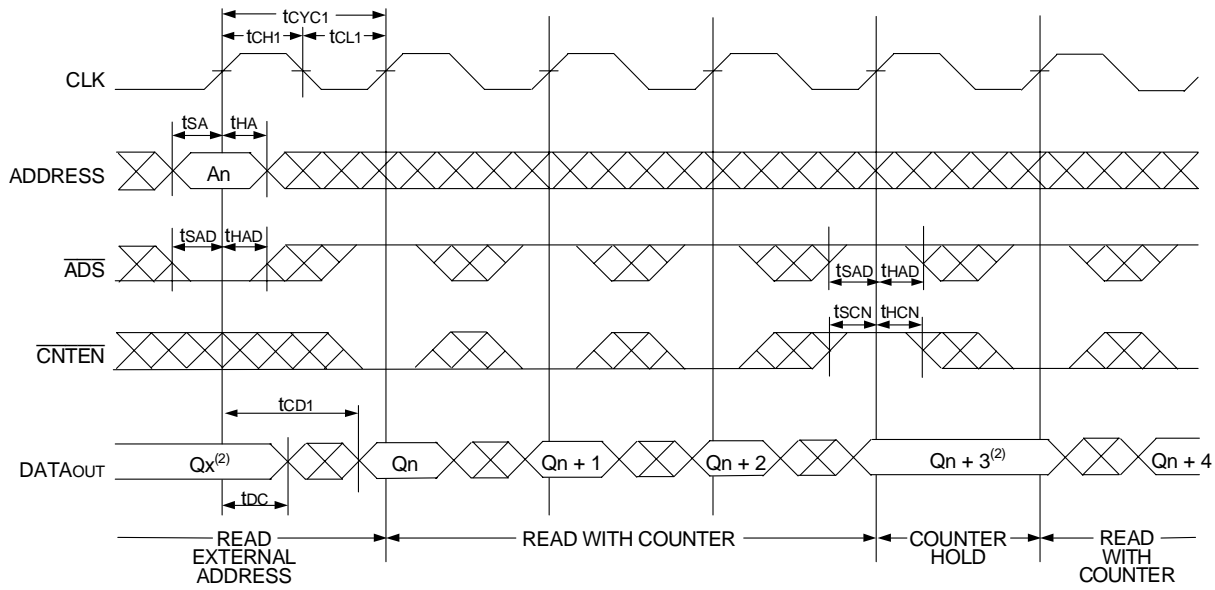 tCYC1
tCH1 tCL1
CLK
tSA tHA
ADDRESS An
tSAD tHAD
ADS
tSAD tHAD
tSCN tHCN
CNTEN
tCD1
DATAOUT Qx(2) Qn Qn + 1 Qn + 2 Qn + 3(2) Qn + 4
tDC
READ EXTERNAL ADDRESS
READ WITH COUNTER
COUNTER HOLD
READ WITH COUNTER